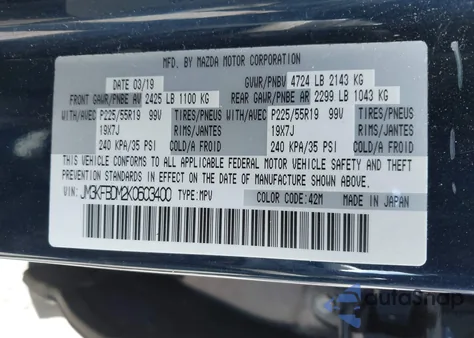 MFD. BY MAZDA MOTOR CORPORATION
DATE 03/19 GVWR/PNBV 4724 LB 2143 KG
FRONT GAWR/PNBE AV 2425 LB 1100 KG REAR GAWR/PNBE AR 2299 LB 1043 KG
WITH/AVEC P225/55R19 99V TIRES/PNEUS WITH/AVEC P225/55R19 99V TIRES/PNEUS
19X7J RIMS/JANTES 19X7J RIMS/JANTES
240 KPA/35 PSI COLD/A FROID 240 KPA/35 PSI COLD/A FROID
THIS VEHICLE CONFORMS TO ALL APPLICABLE FEDERAL MOTOR VEHICLE SAFETY AND THEFT
PREVENTION STANDARDS IN EFFECT ON THE DATE OF MANUFACTURE SHOWN ABOVE.
VIN: JM3KFBDM2K0603400 TYPE:MPV COLOR CODE:42M MADE IN JAPAN
AutoSnap